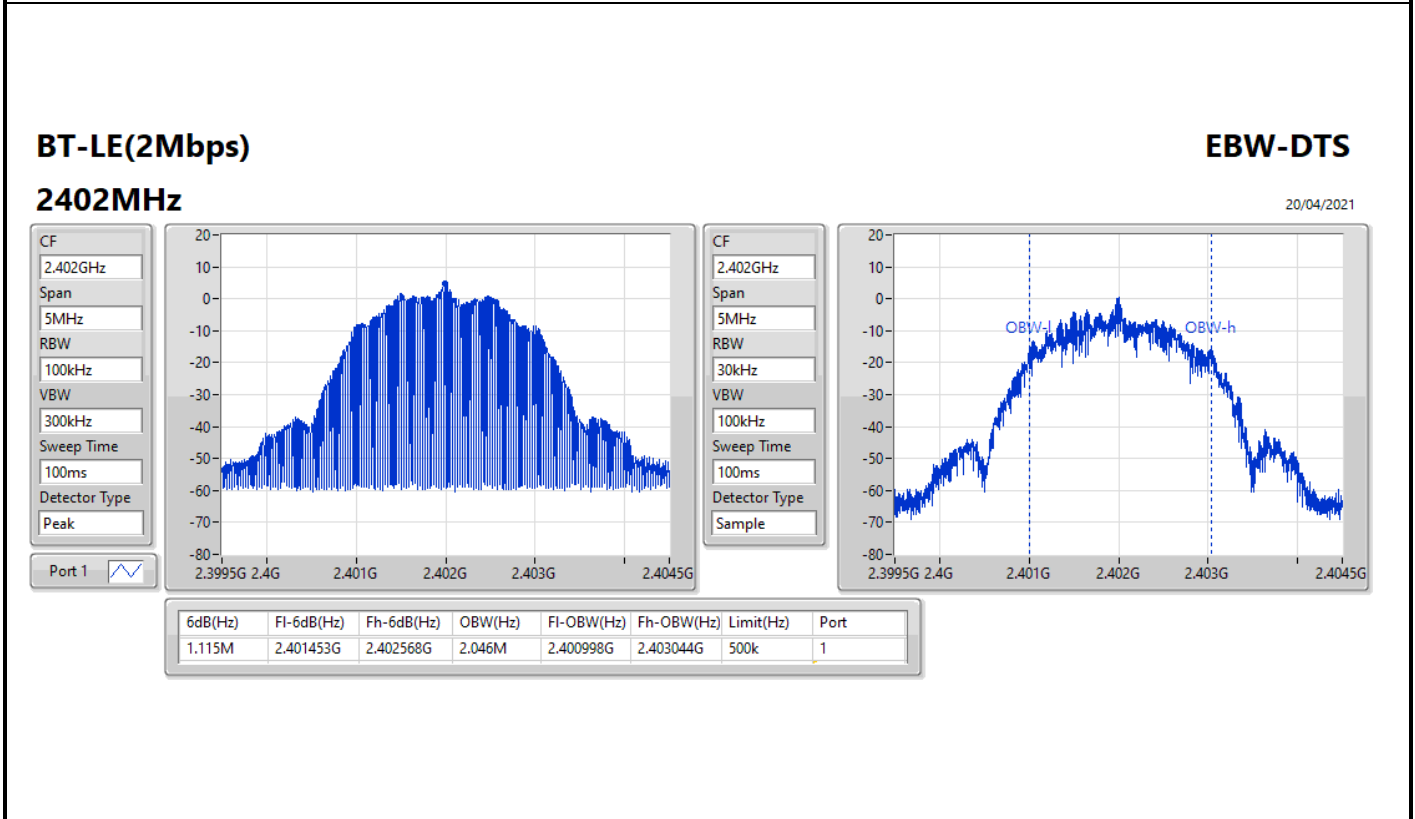 BT-LE(2Mbps)
EBW-DTS
2402MHz
20/04/2021
CF
2.402GHz
Span
5MHz
RBW
100kHz
VBW
300kHz
Sweep Time
100ms
Detector Type
Peak
Port 1
20
10
0
-10
-20
-30
-40
-50
-60
-70
-80
2.3995G 2.4G 2.401G 2.402G 2.403G 2.4045G
CF
2.402GHz
Span
5MHz
RBW
30kHz
VBW
100kHz
Sweep Time
100ms
Detector Type
Sample
20
10
0
-10
-20
-30
-40
-50
-60
-70
-80
OBW-l OBW-h
2.3995G 2.4G 2.401G 2.402G 2.403G 2.4045G
6dB(Hz) Fl-6dB(Hz) Fh-6dB(Hz) OBW(Hz) Fl-OBW(Hz) Fh-OBW(Hz) Limit(Hz) Port
1.115M 2.401453G 2.402568G 2.046M 2.400998G 2.403044G 500k 1